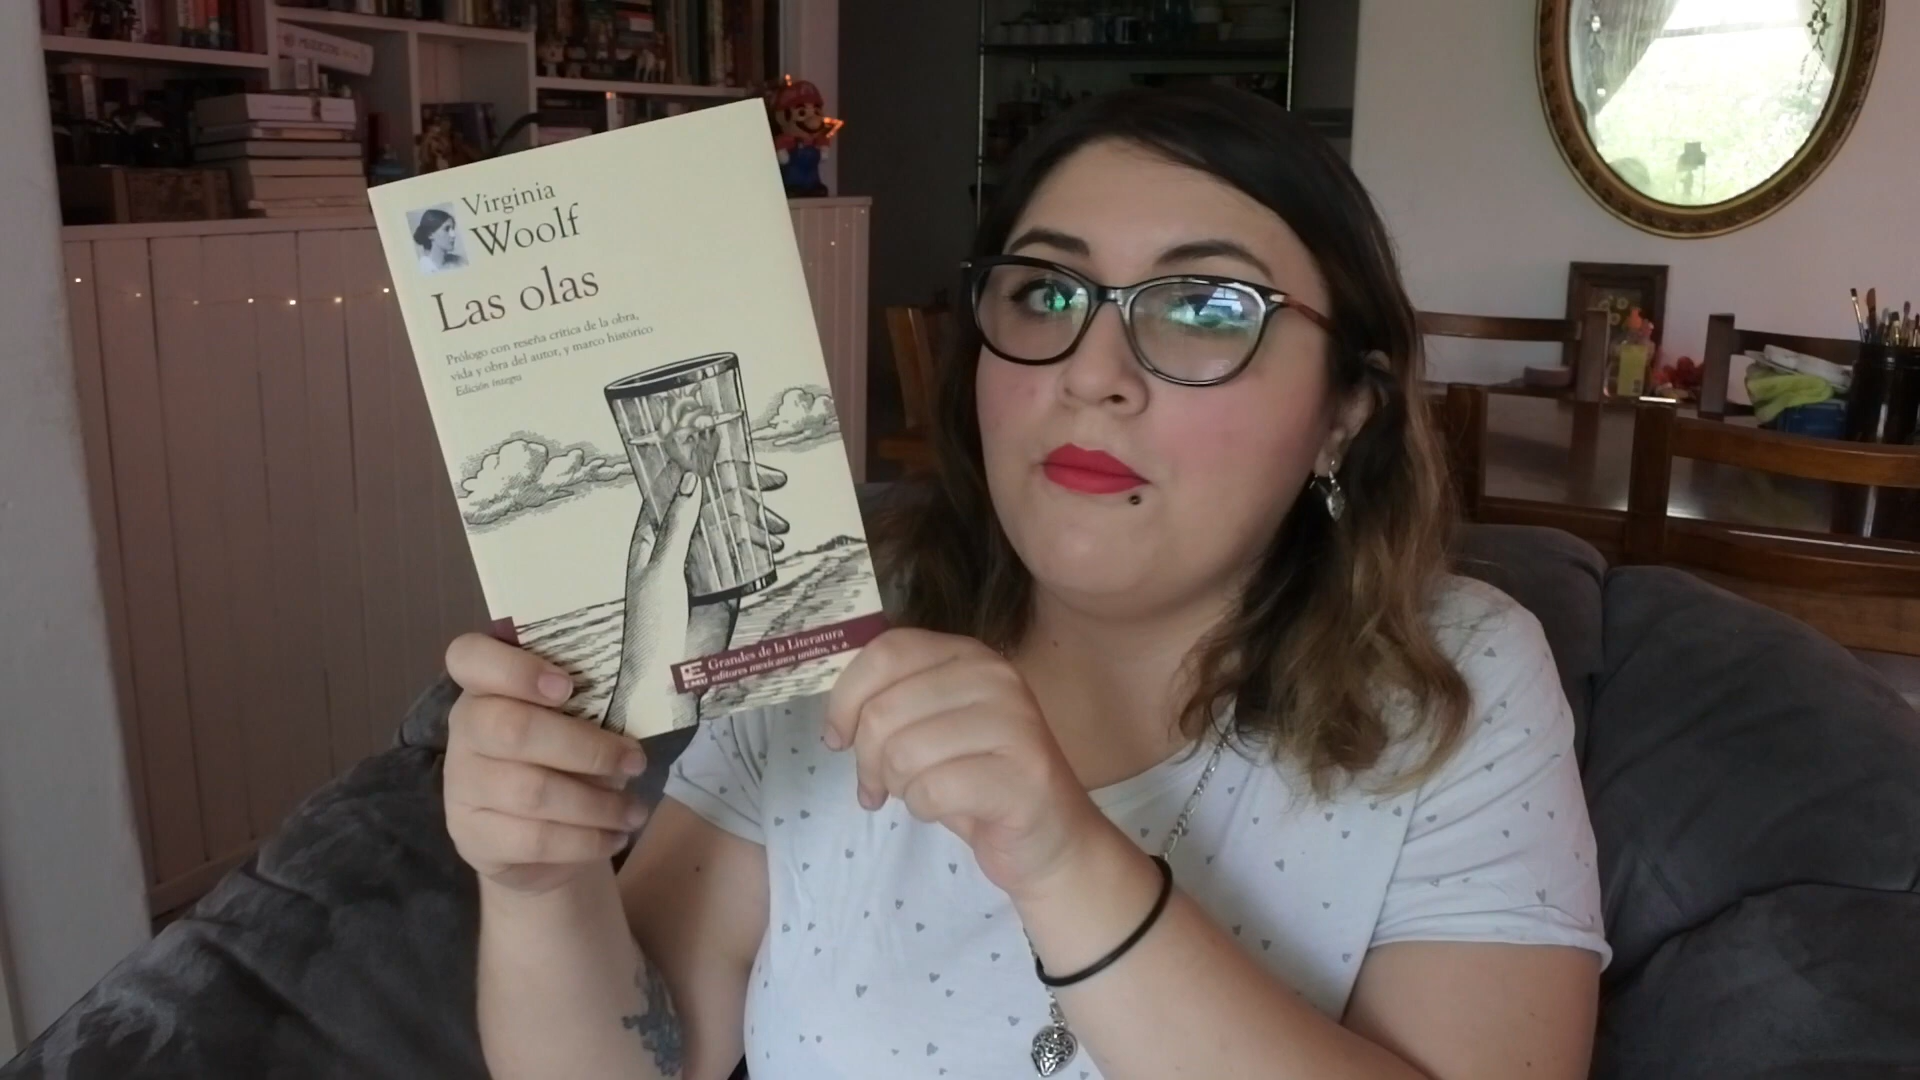 Virginia
Woolf
Las olas
Prólogo con reseña crítica de la obra,
vida y obra del autor, y marco histórico
Edición íntegra
Grandes de la Literatura
EMU editores mexicanos unidos, s. a.